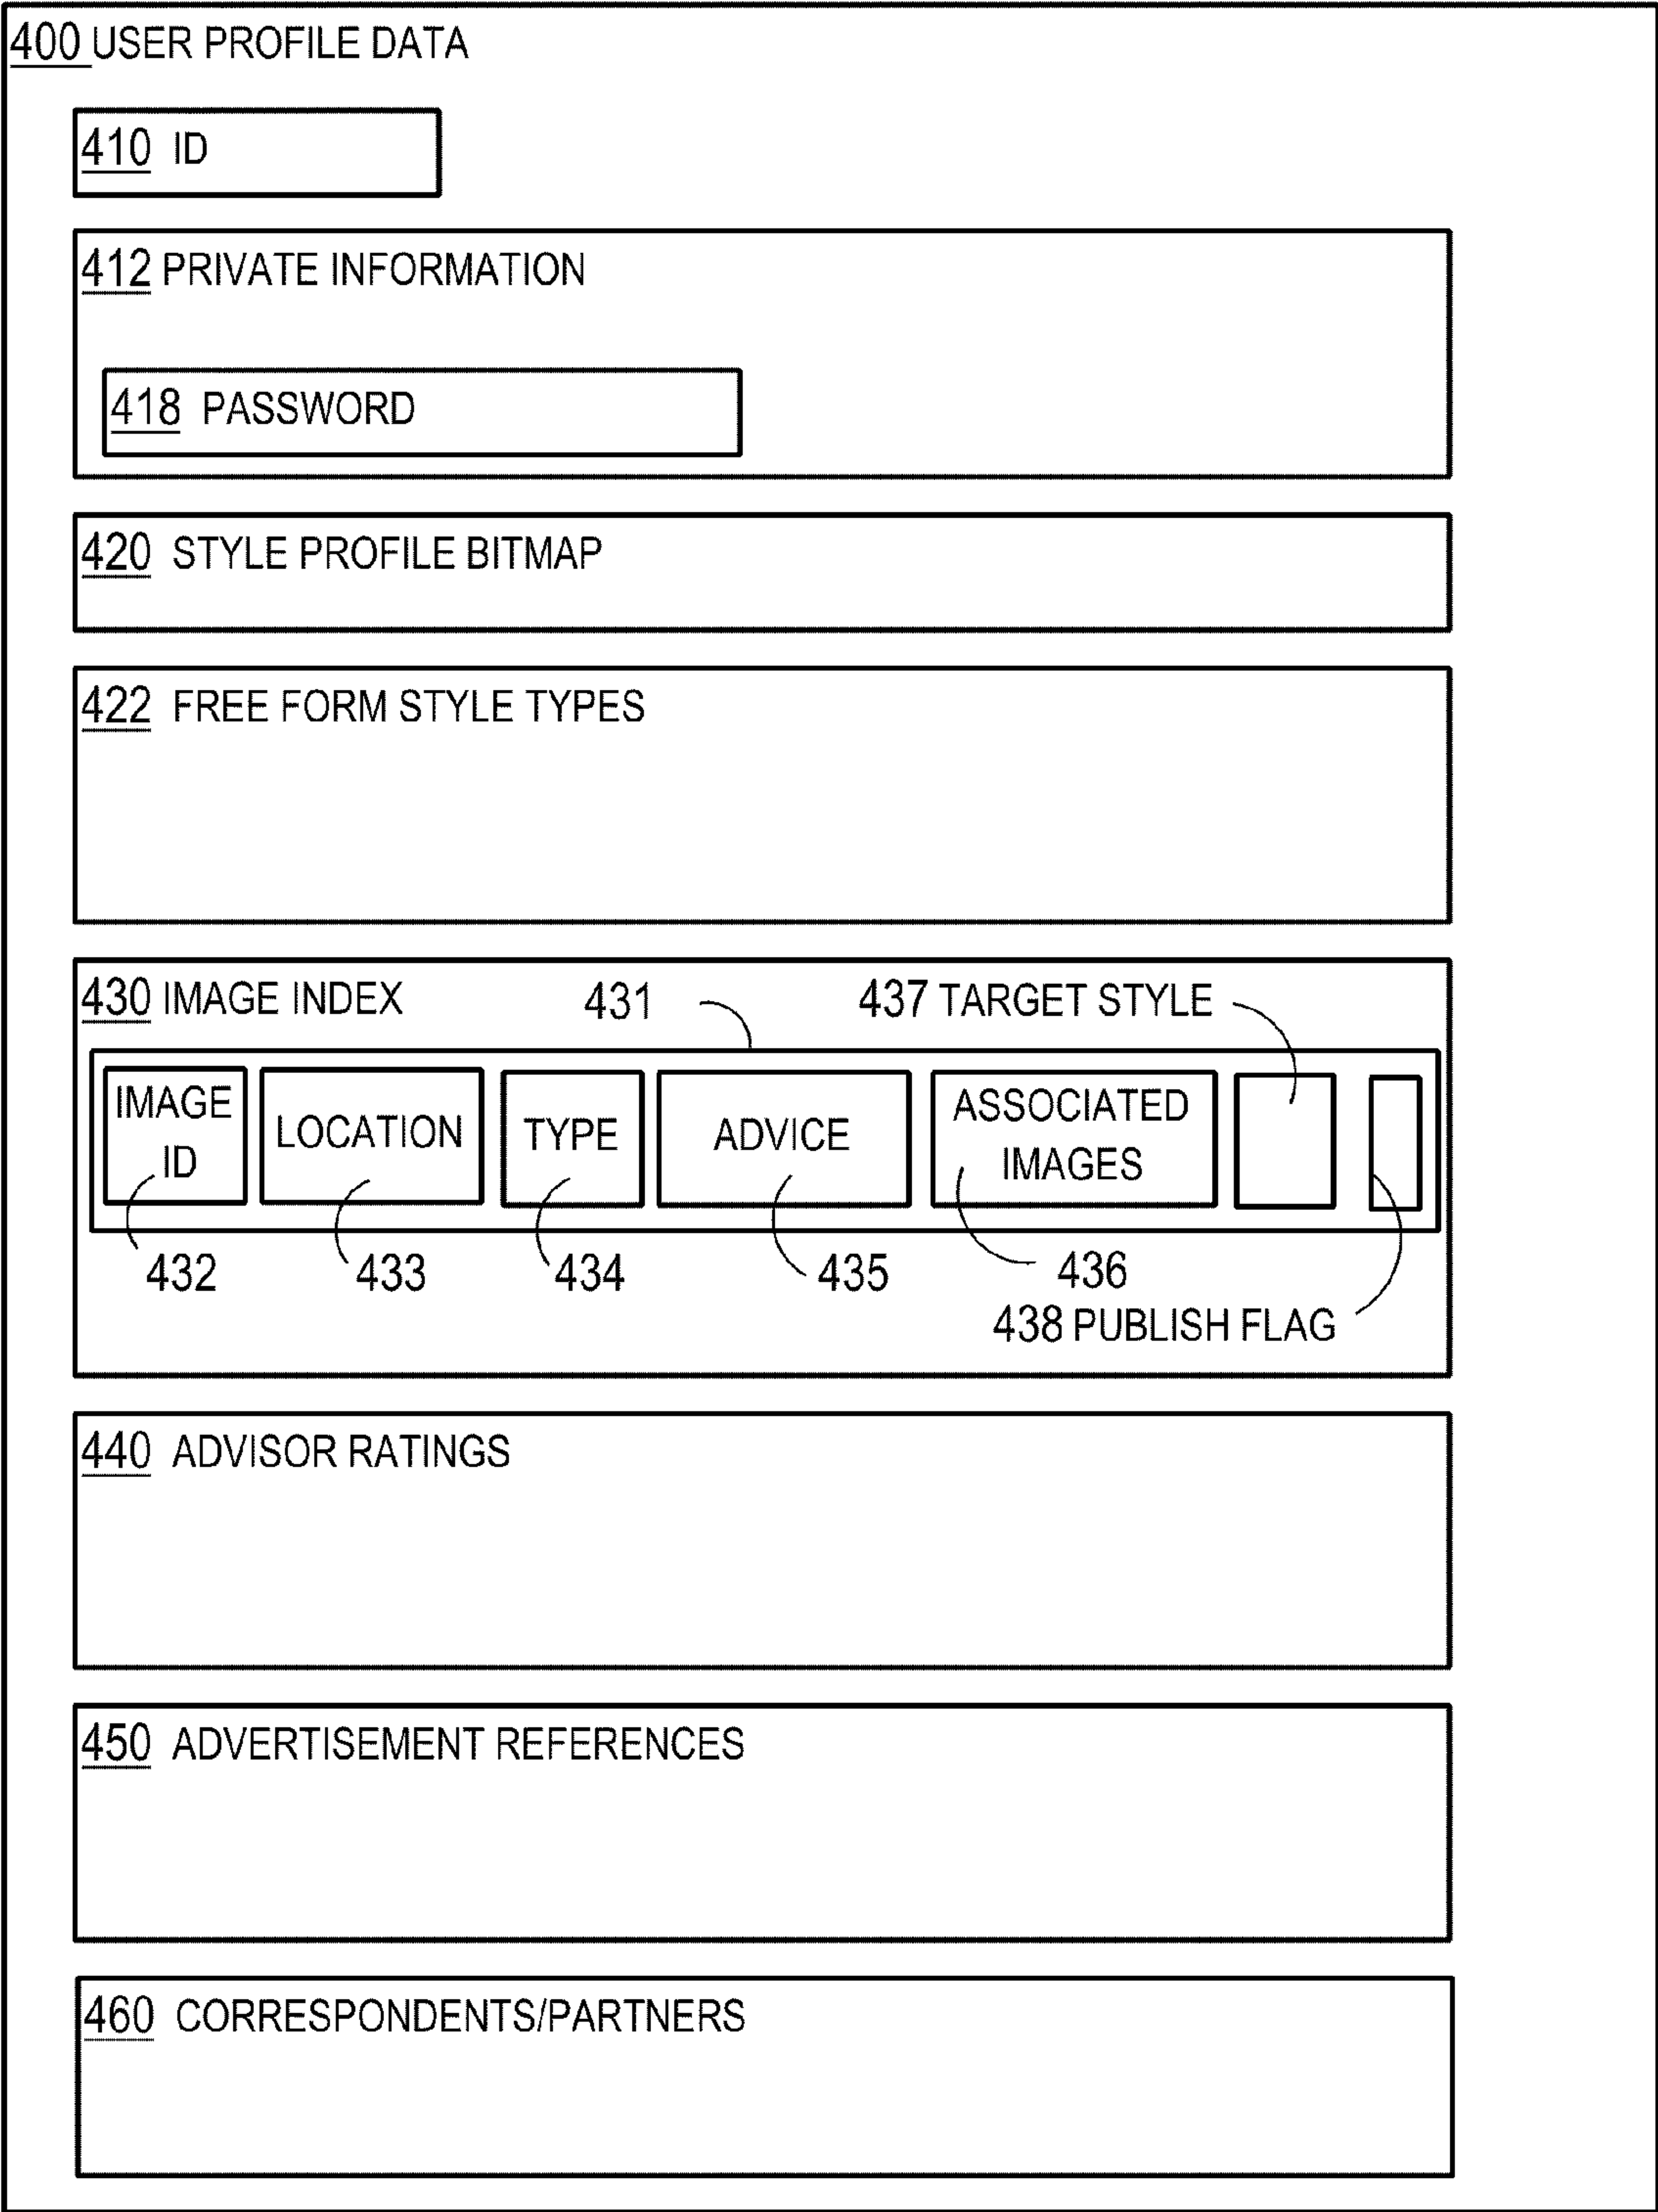 400 USER PROFILE DATA
410 ID
412 PRIVATE INFORMATION
418 PASSWORD
420 STYLE PROFILE BITMAP
422 FREE FORM STYLE TYPES
430 IMAGE INDEX 431 437 TARGET STYLE
IMAGE
ID
LOCATION
TYPE
ADVICE
ASSOCIATED
IMAGES
432 433 434 435 436
438 PUBLISH FLAG
440 ADVISOR RATINGS
450 ADVERTISEMENT REFERENCES
460 CORRESPONDENTS/PARTNERS